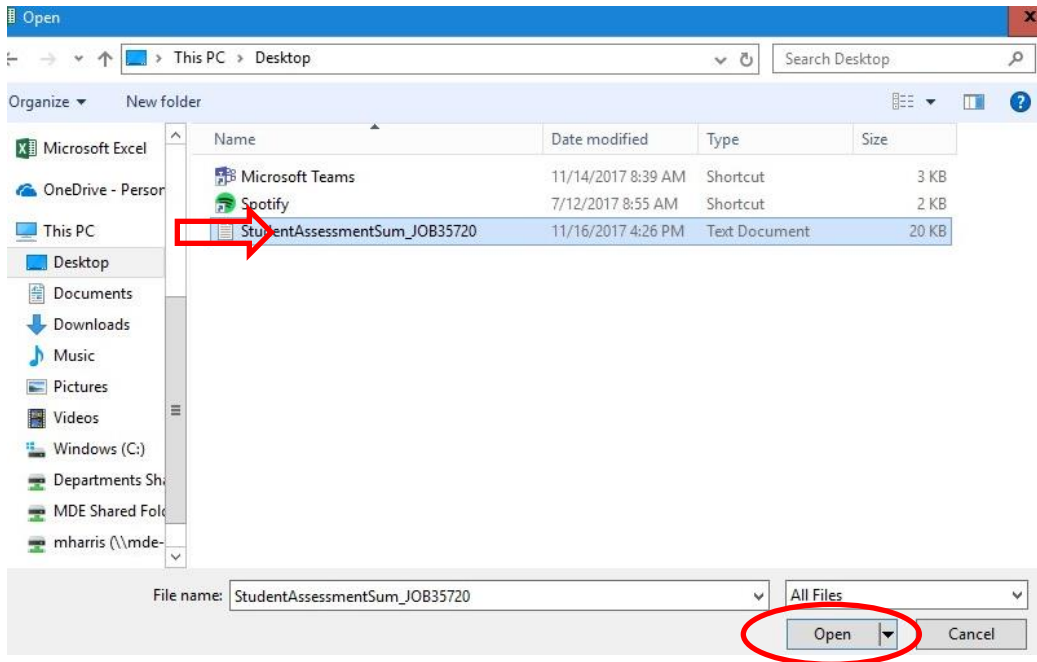 Open
x
This PC > Desktop
Search Desktop
Organize
New folder
?
Name
Date modified
Type
Size
Microsoft Excel
OneDrive - Person
This PC
Desktop
Documents
Downloads
Music
Pictures
Videos
Windows (C:)
Departments Sha
MDE Shared Fold
mharris (\\mde-
Microsoft Teams 11/14/2017 8:39 AM Shortcut 3 KB
Spotify 7/12/2017 8:55 AM Shortcut 2 KB
StudentAssessmentSum_JOB35720 11/16/2017 4:26 PM Text Document 20 KB
File name: StudentAssessmentSum_JOB35720
All Files
Open
Cancel